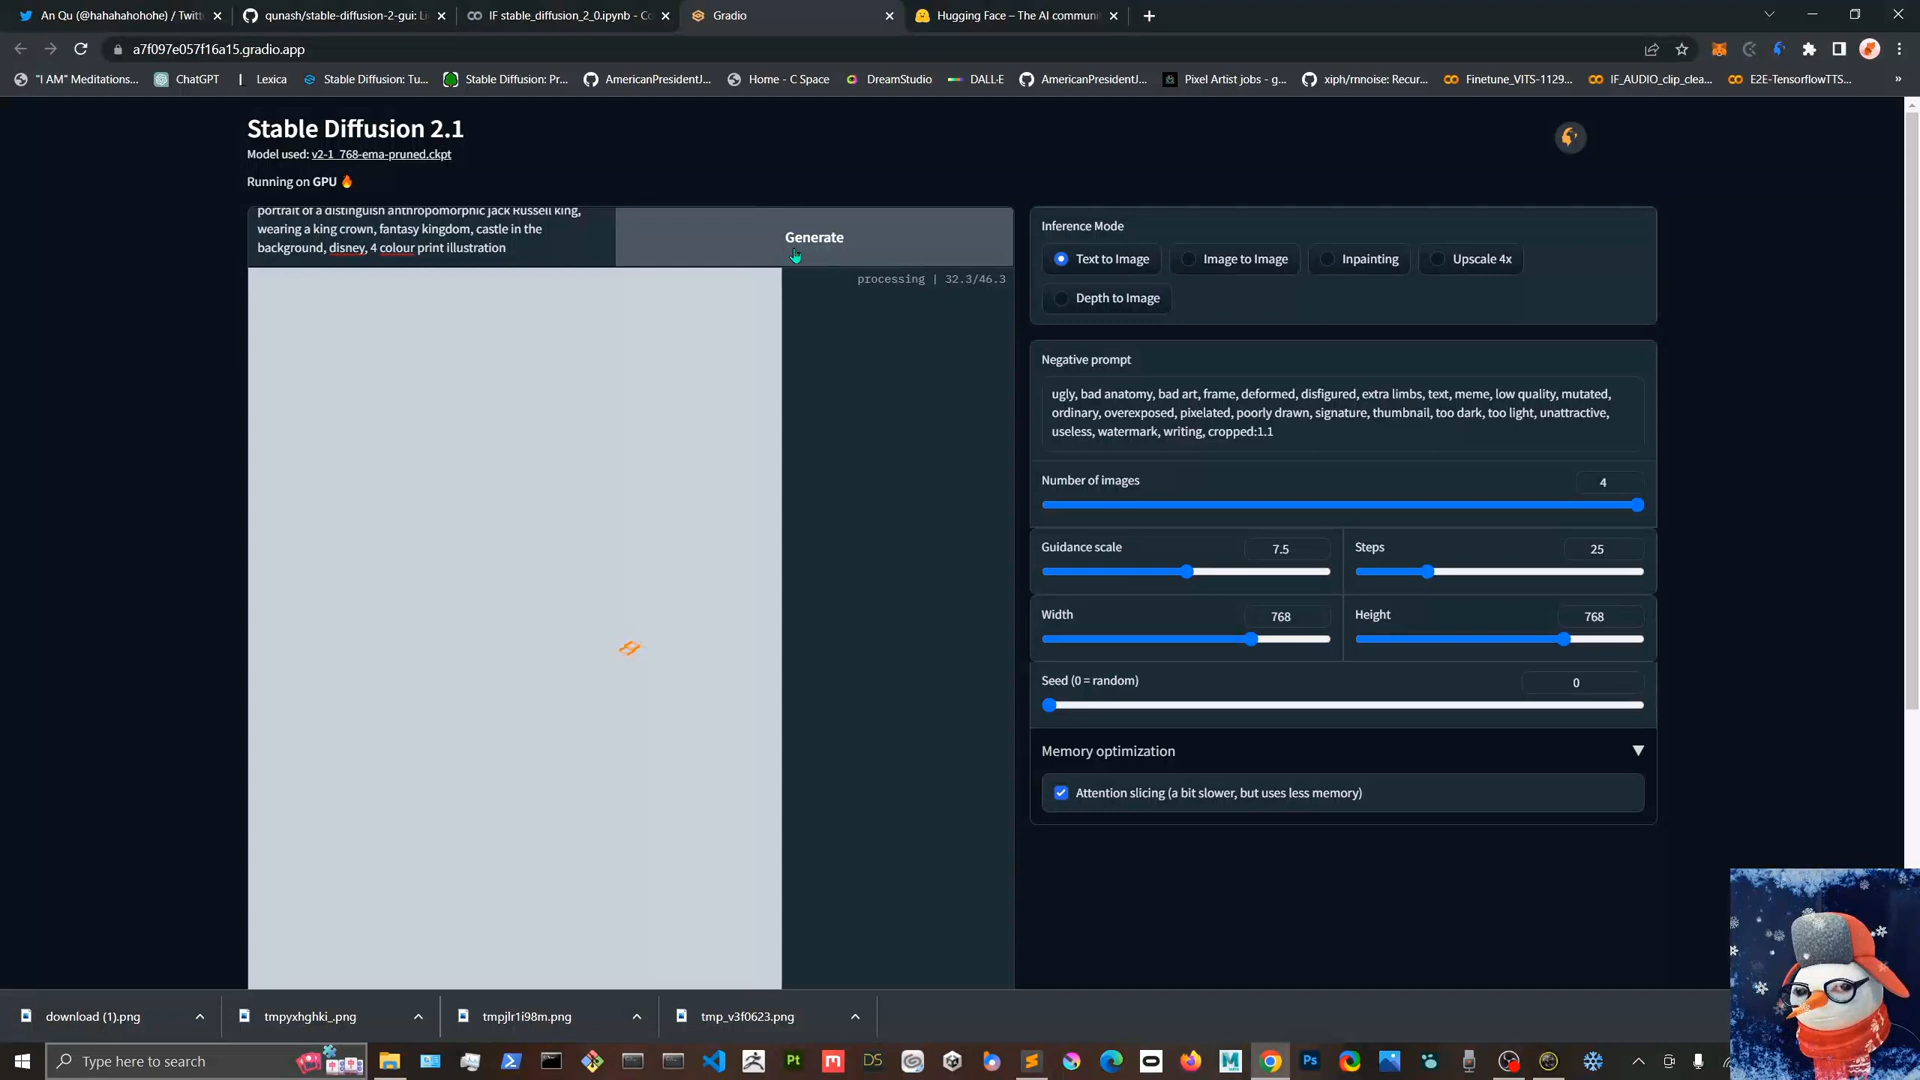 An Qu (@hahahahohohe) / Twitt
qunash/stable-diffusion-2-gui: Li
IF stable_diffusion_2_0.ipynb - Co
Gradio
Hugging Face – The AI communi
a7f097e057f16a15.gradio.app
"I AM" Meditations...
ChatGPT
Lexica
Stable Diffusion: Tu...
Stable Diffusion: Pr...
AmericanPresidentJ...
Home - C Space
DreamStudio
DALL·E
AmericanPresidentJ...
Pixel Artist jobs - g...
xiph/rnnoise: Recur...
Finetune_VITS-1129...
IF_AUDIO_clip_clea...
E2E-TensorflowTTS...
»
Stable Diffusion 2.1
Model used: v2-1_768-ema-pruned.ckpt
Running on GPU 🔥
portrait of a distinguish anthropomorphic jack Russell king,
wearing a king crown, fantasy kingdom, castle in the
background, disney, 4 colour print illustration
Generate
processing | 32.3/46.3
Inference Mode
Text to Image
Image to Image
Inpainting
Upscale 4x
Depth to Image
Negative prompt
ugly, bad anatomy, bad art, frame, deformed, disfigured, extra limbs, text, meme, low quality, mutated,
ordinary, overexposed, pixelated, poorly drawn, signature, thumbnail, too dark, too light, unattractive,
useless, watermark, writing, cropped:1.1
Number of images
4
Guidance scale
7.5
Steps
25
Width
768
Height
768
Seed (0 = random)
0
Memory optimization
Attention slicing (a bit slower, but uses less memory)
download (1).png
tmpyxhghki_.png
tmpjlr1i98m.png
tmp_v3f0623.png
Type here to search
Pt
M
DS
Ps